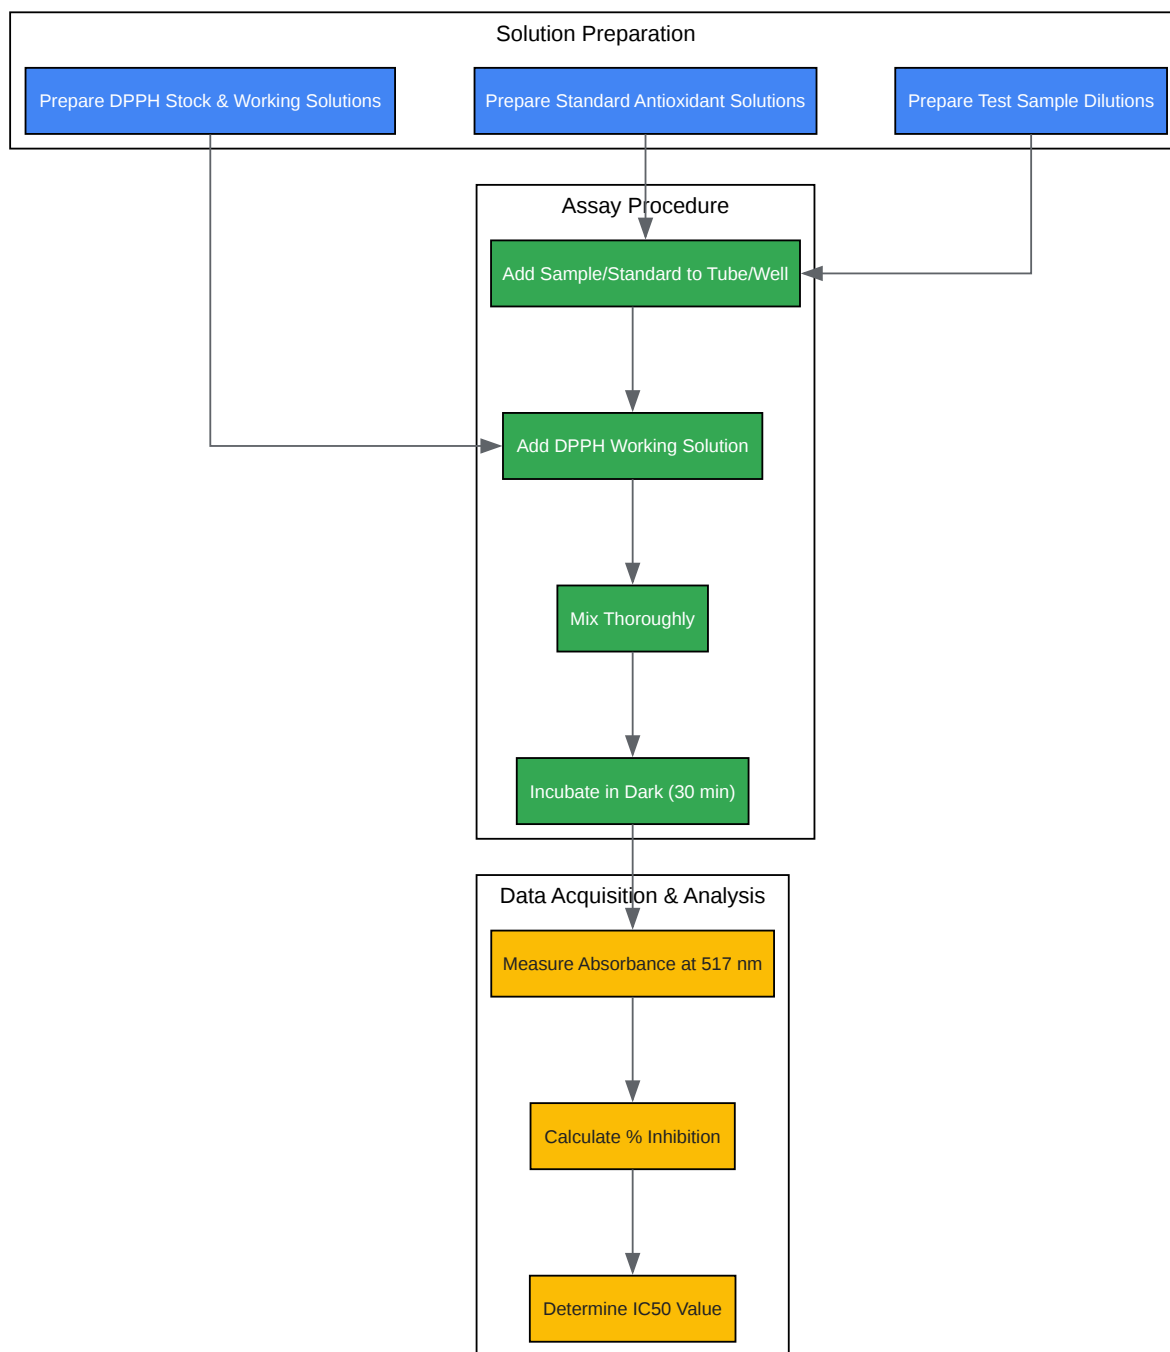 Solution Preparation
Prepare DPPH Stock & Working Solutions
Prepare Standard Antioxidant Solutions
Prepare Test Sample Dilutions
Assay Procedure
Add Sample/Standard to Tube/Well
Add DPPH Working Solution
Mix Thoroughly
Incubate in Dark (30 min)
Data Acquisition & Analysis
Measure Absorbance at 517 nm
Calculate % Inhibition
Determine IC50 Value